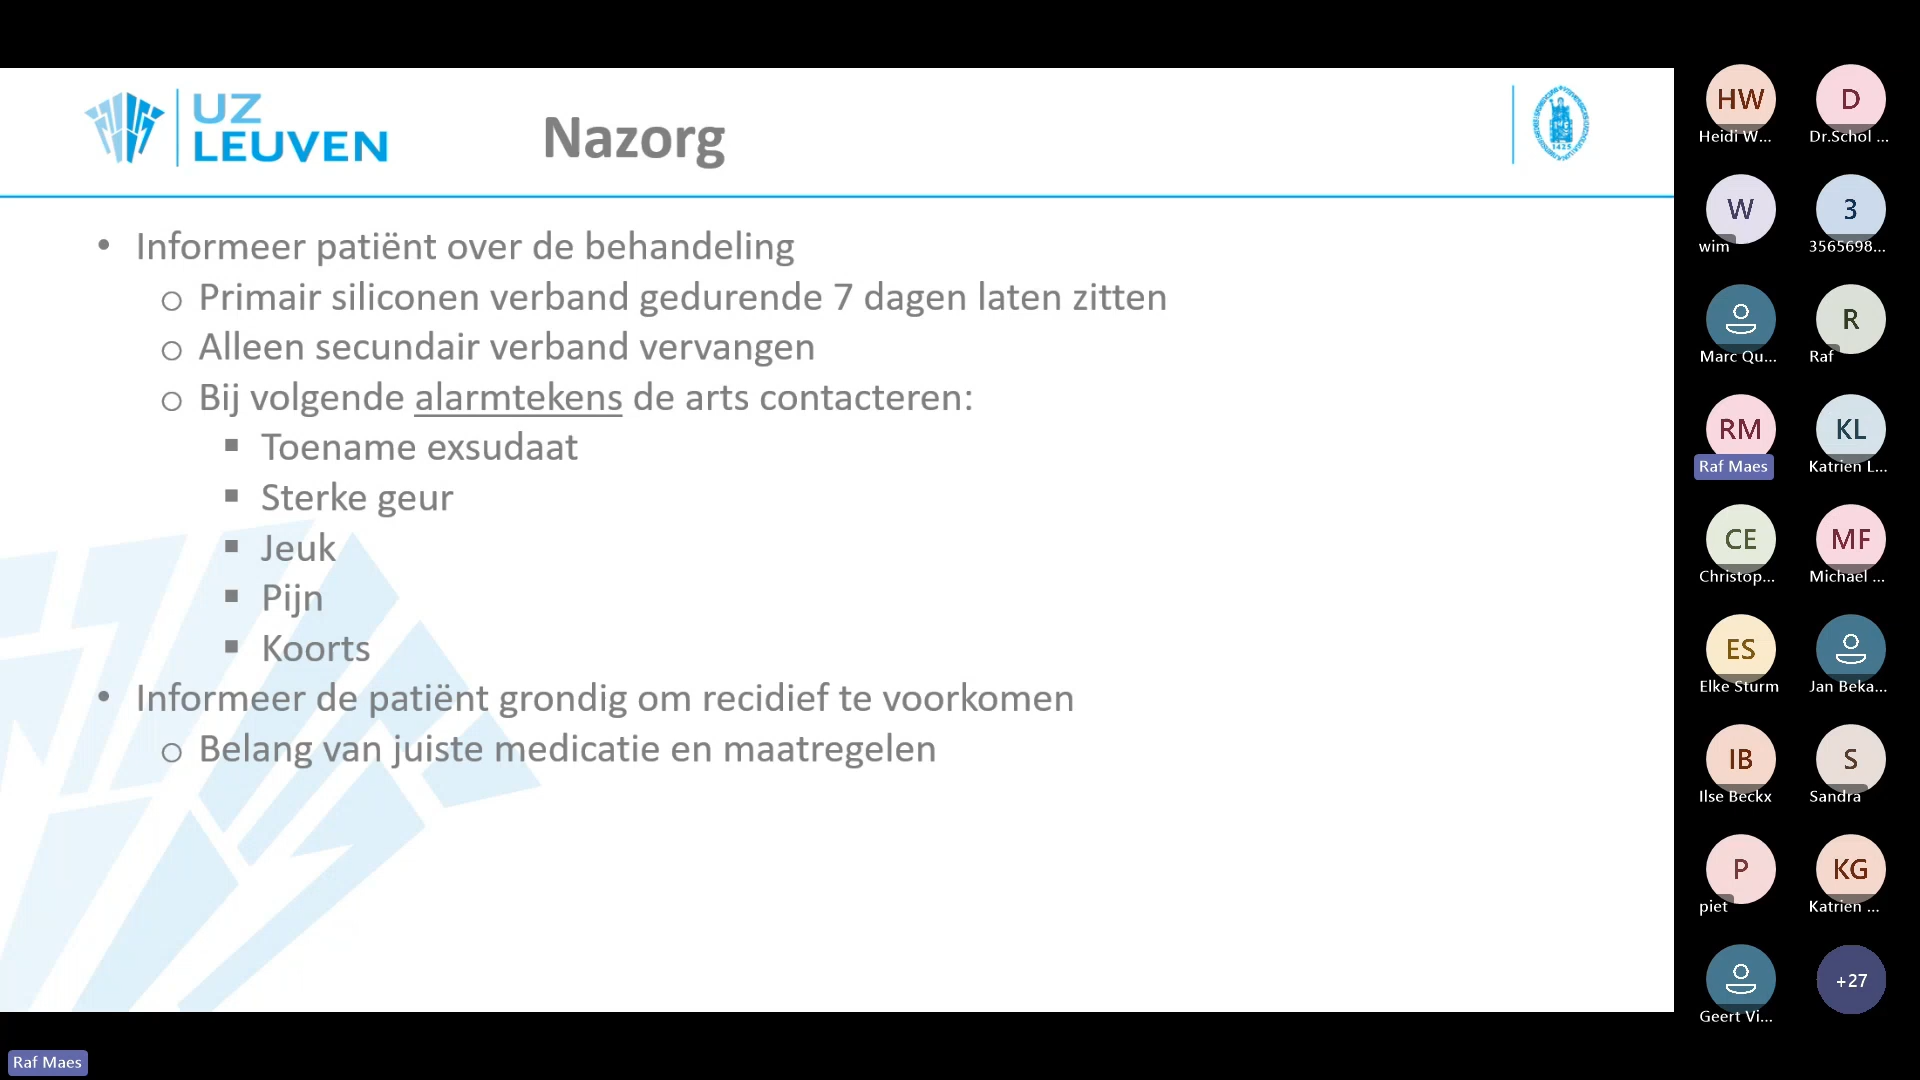 UZ
LEUVEN
Nazorg
1425
• Informeer patiënt over de behandeling
o Primair siliconen verband gedurende 7 dagen laten zitten
o Alleen secundair verband vervangen
o Bij volgende alarmtekens de arts contacteren:
▪ Toename exsudaat
▪ Sterke geur
▪ Jeuk
▪ Pijn
▪ Koorts
• Informeer de patiënt grondig om recidief te voorkomen
o Belang van juiste medicatie en maatregelen
HW
Heidi W...
D
Dr.Schol ...
W
wim
3
3565698...
Marc Qu...
R
Raf
RM
Raf Maes
KL
Katrien L...
CE
Christop...
MF
Michael ...
ES
Elke Sturm
Jan Beka...
IB
Ilse Beckx
S
Sandra
P
piet
KG
Katrien ...
Geert Vi...
+27
Raf Maes